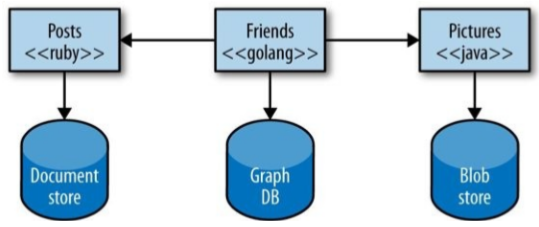 Posts
<<ruby>>
Friends
<<golang>>
Pictures
<<java>>
Document
store
Graph
DB
Blob
store